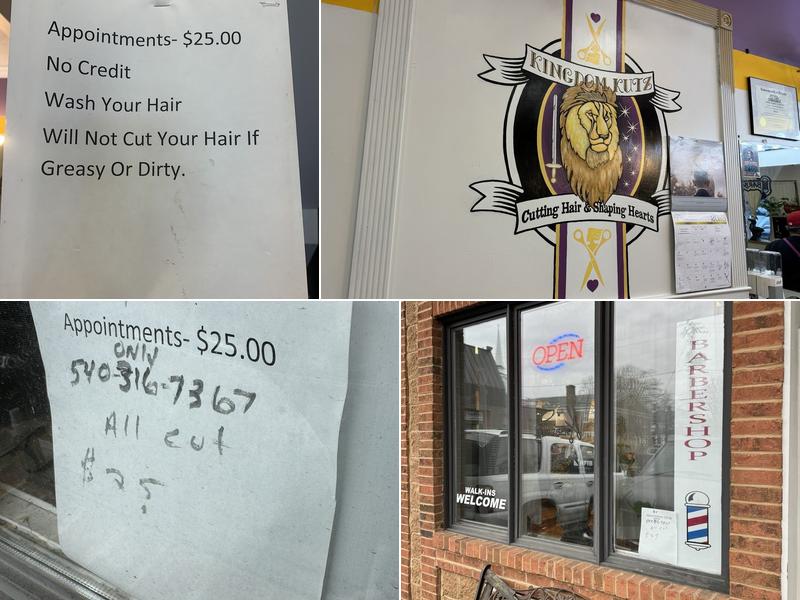 Appointments- $25.00
No Credit
Wash Your Hair
Will Not Cut Your Hair If
Greasy Or Dirty.
KINGDOM KUTZ
Cutting Hair & Shaping Hearts
Appointments- $25.00
ONLY
540-316-7367
All cut
$25
OPEN
BARBERSHOP
WALK-INS
WELCOME